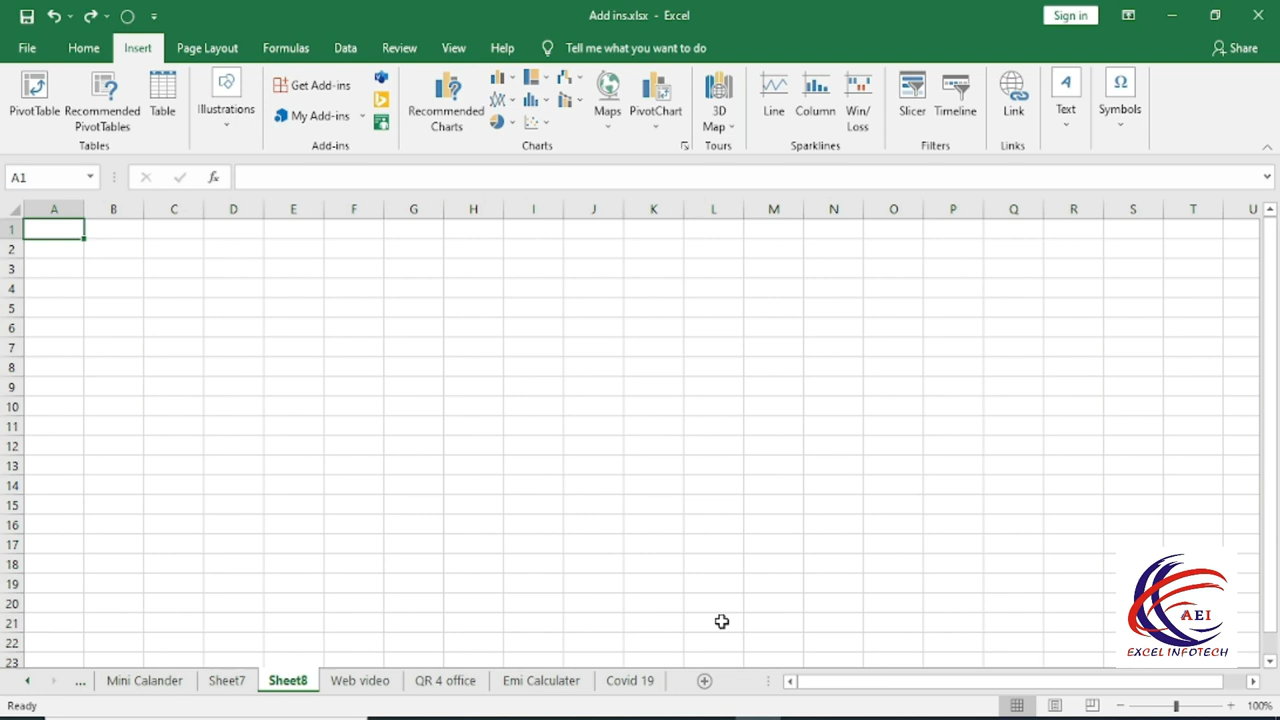 Add ins.xlsx - Excel
Sign in
File Home Insert Page Layout Formulas Data Review View Help Tell me what you want to do Share
PivotTable Recommended PivotTables Table
Tables
Illustrations
Get Add-ins
My Add-ins
Add-ins
Recommended Charts
Maps PivotChart
Charts
3D Map
Tours
Line Column Win/Loss
Sparklines
Slicer Timeline
Filters
Link
Links
A
Text
Ω
Symbols
A1 fx
A B C D E F G H I J K L M N O P Q R S T U
1
2
3
4
5
6
7
8
9
10
11
12
13
14
15
16
17
18
19
20
21
22
23
AEI
EXCEL INFOTECH
... Mini Calander Sheet7 Sheet8 Web video QR 4 office Emi Calculater Covid 19
Ready 100%